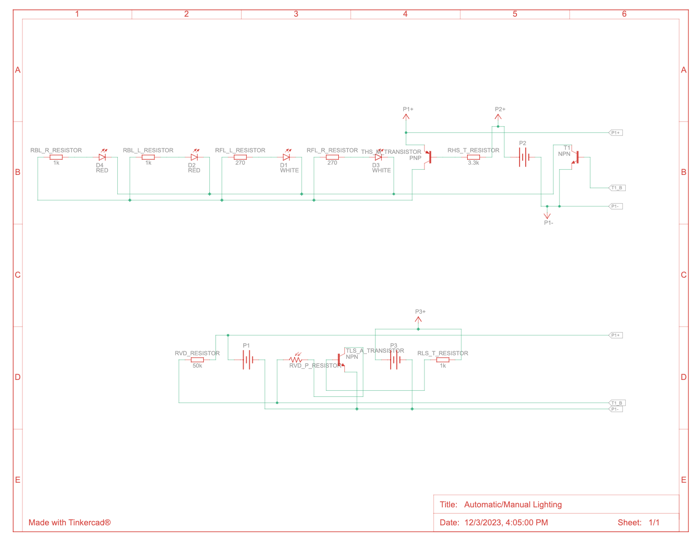 1 2 3 4 5 6
A A
P1+ P2+
P1+
RBL_R_RESISTOR RBL_L_RESISTOR RFL_L_RESISTOR RFL_R_RESISTOR THS_A_TRANSISTOR RHS_T_RESISTOR P2 T1
PNP NPN
1k D4 1k D2 270 D1 270 D3 3.3k
RED RED WHITE WHITE
B B
T1_R
P1-
P1-
C C
P3+
P1+
RVD_RESISTOR P1 TLS_A_TRANSISTOR P3 RLS_T_RESISTOR
NPN
50k RVD_P_RESISTOR 1k
D D
T1_R
P1-
E E
Title: Automatic/Manual Lighting
Made with Tinkercad® Date: 12/3/2023, 4:05:00 PM Sheet: 1/1